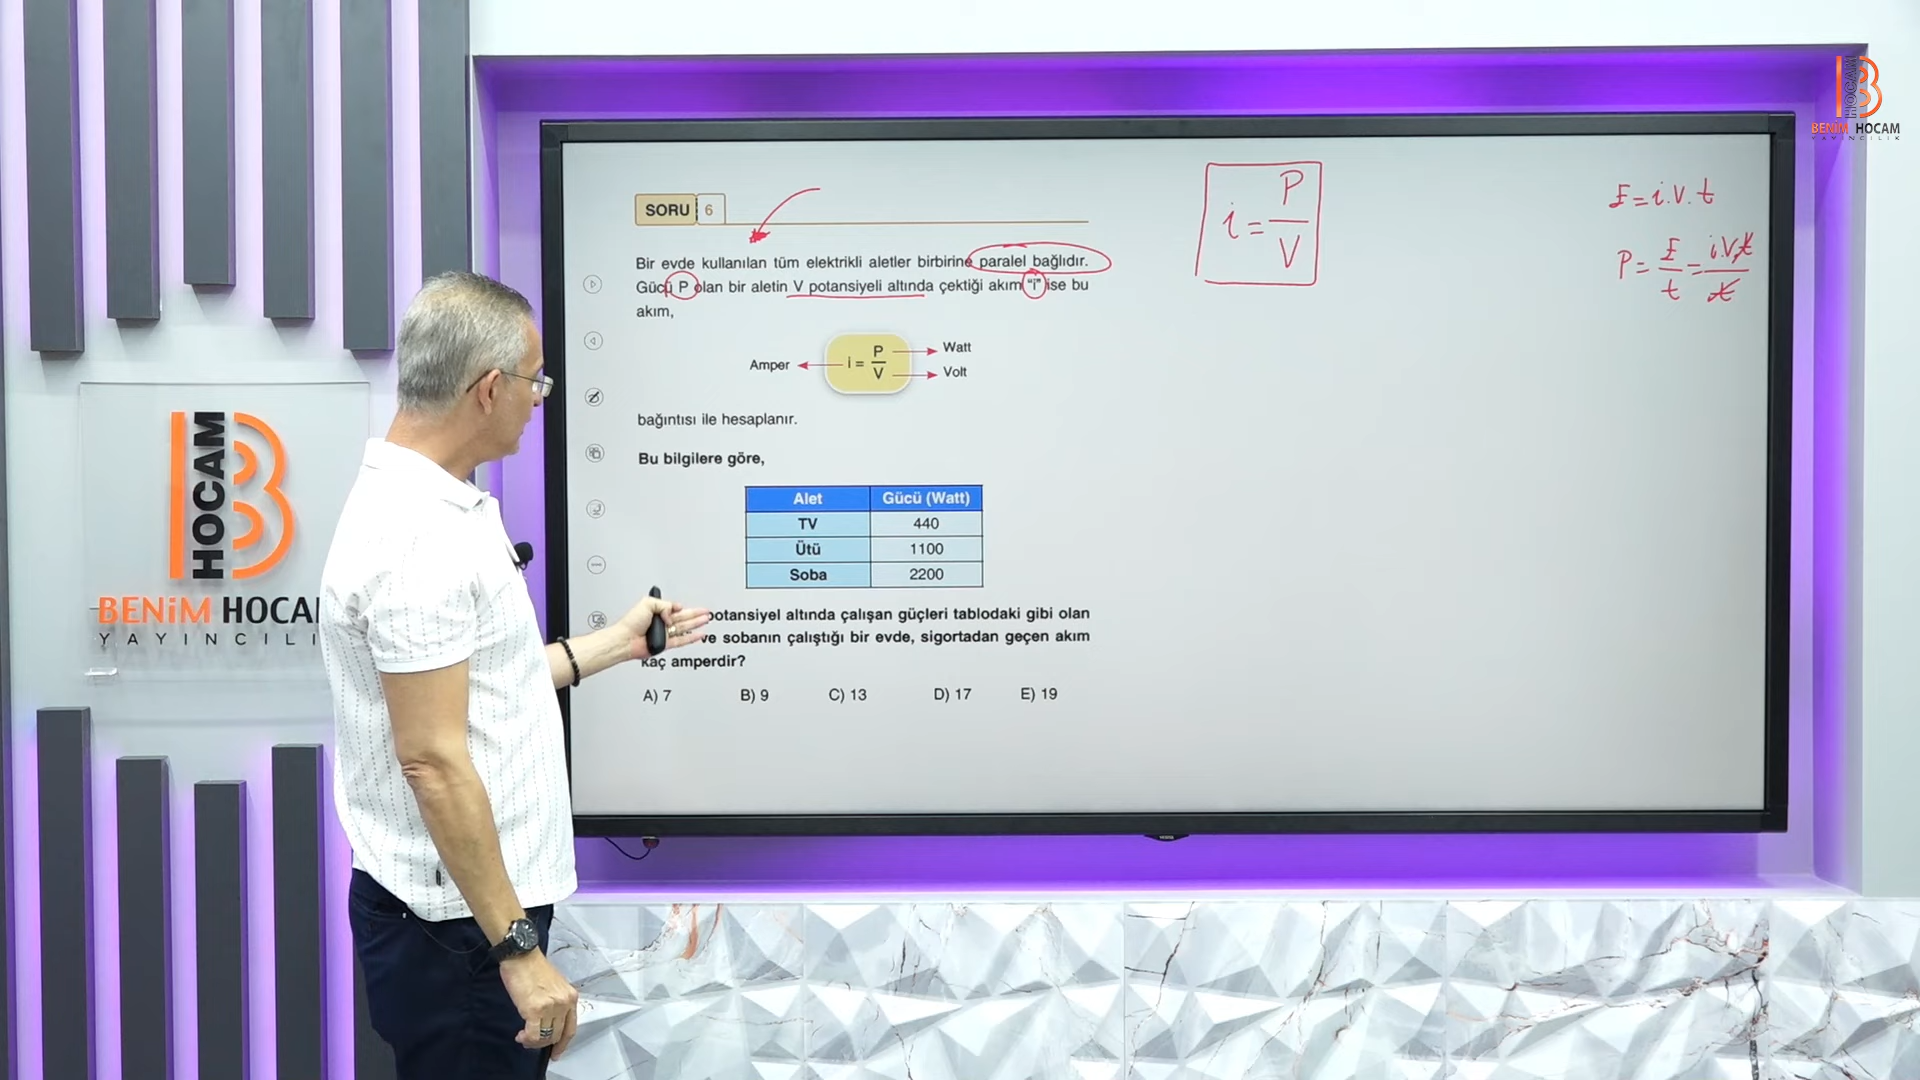 BENİM HOCAM
YAYINCILIK
HOCAM
BENİM HOCA
YAYINCILI
SORU 6
Bir evde kullanılan tüm elektrikli aletler birbirine paralel bağlıdır.
Gücü P olan bir aletin V potansiyeli altında çektiği akım "i" ise bu
akım,
Amper i = P/V Watt
Volt
bağıntısı ile hesaplanır.
Bu bilgilere göre,
Alet Gücü (Watt)
TV 440
Ütü 1100
Soba 2200
potansiyel altında çalışan güçleri tablodaki gibi olan
ve sobanın çalıştığı bir evde, sigortadan geçen akım
kaç amperdir?
A) 7 B) 9 C) 13 D) 17 E) 19
i = P/V
E = i.V.t
P = E/t = i.V.t/t